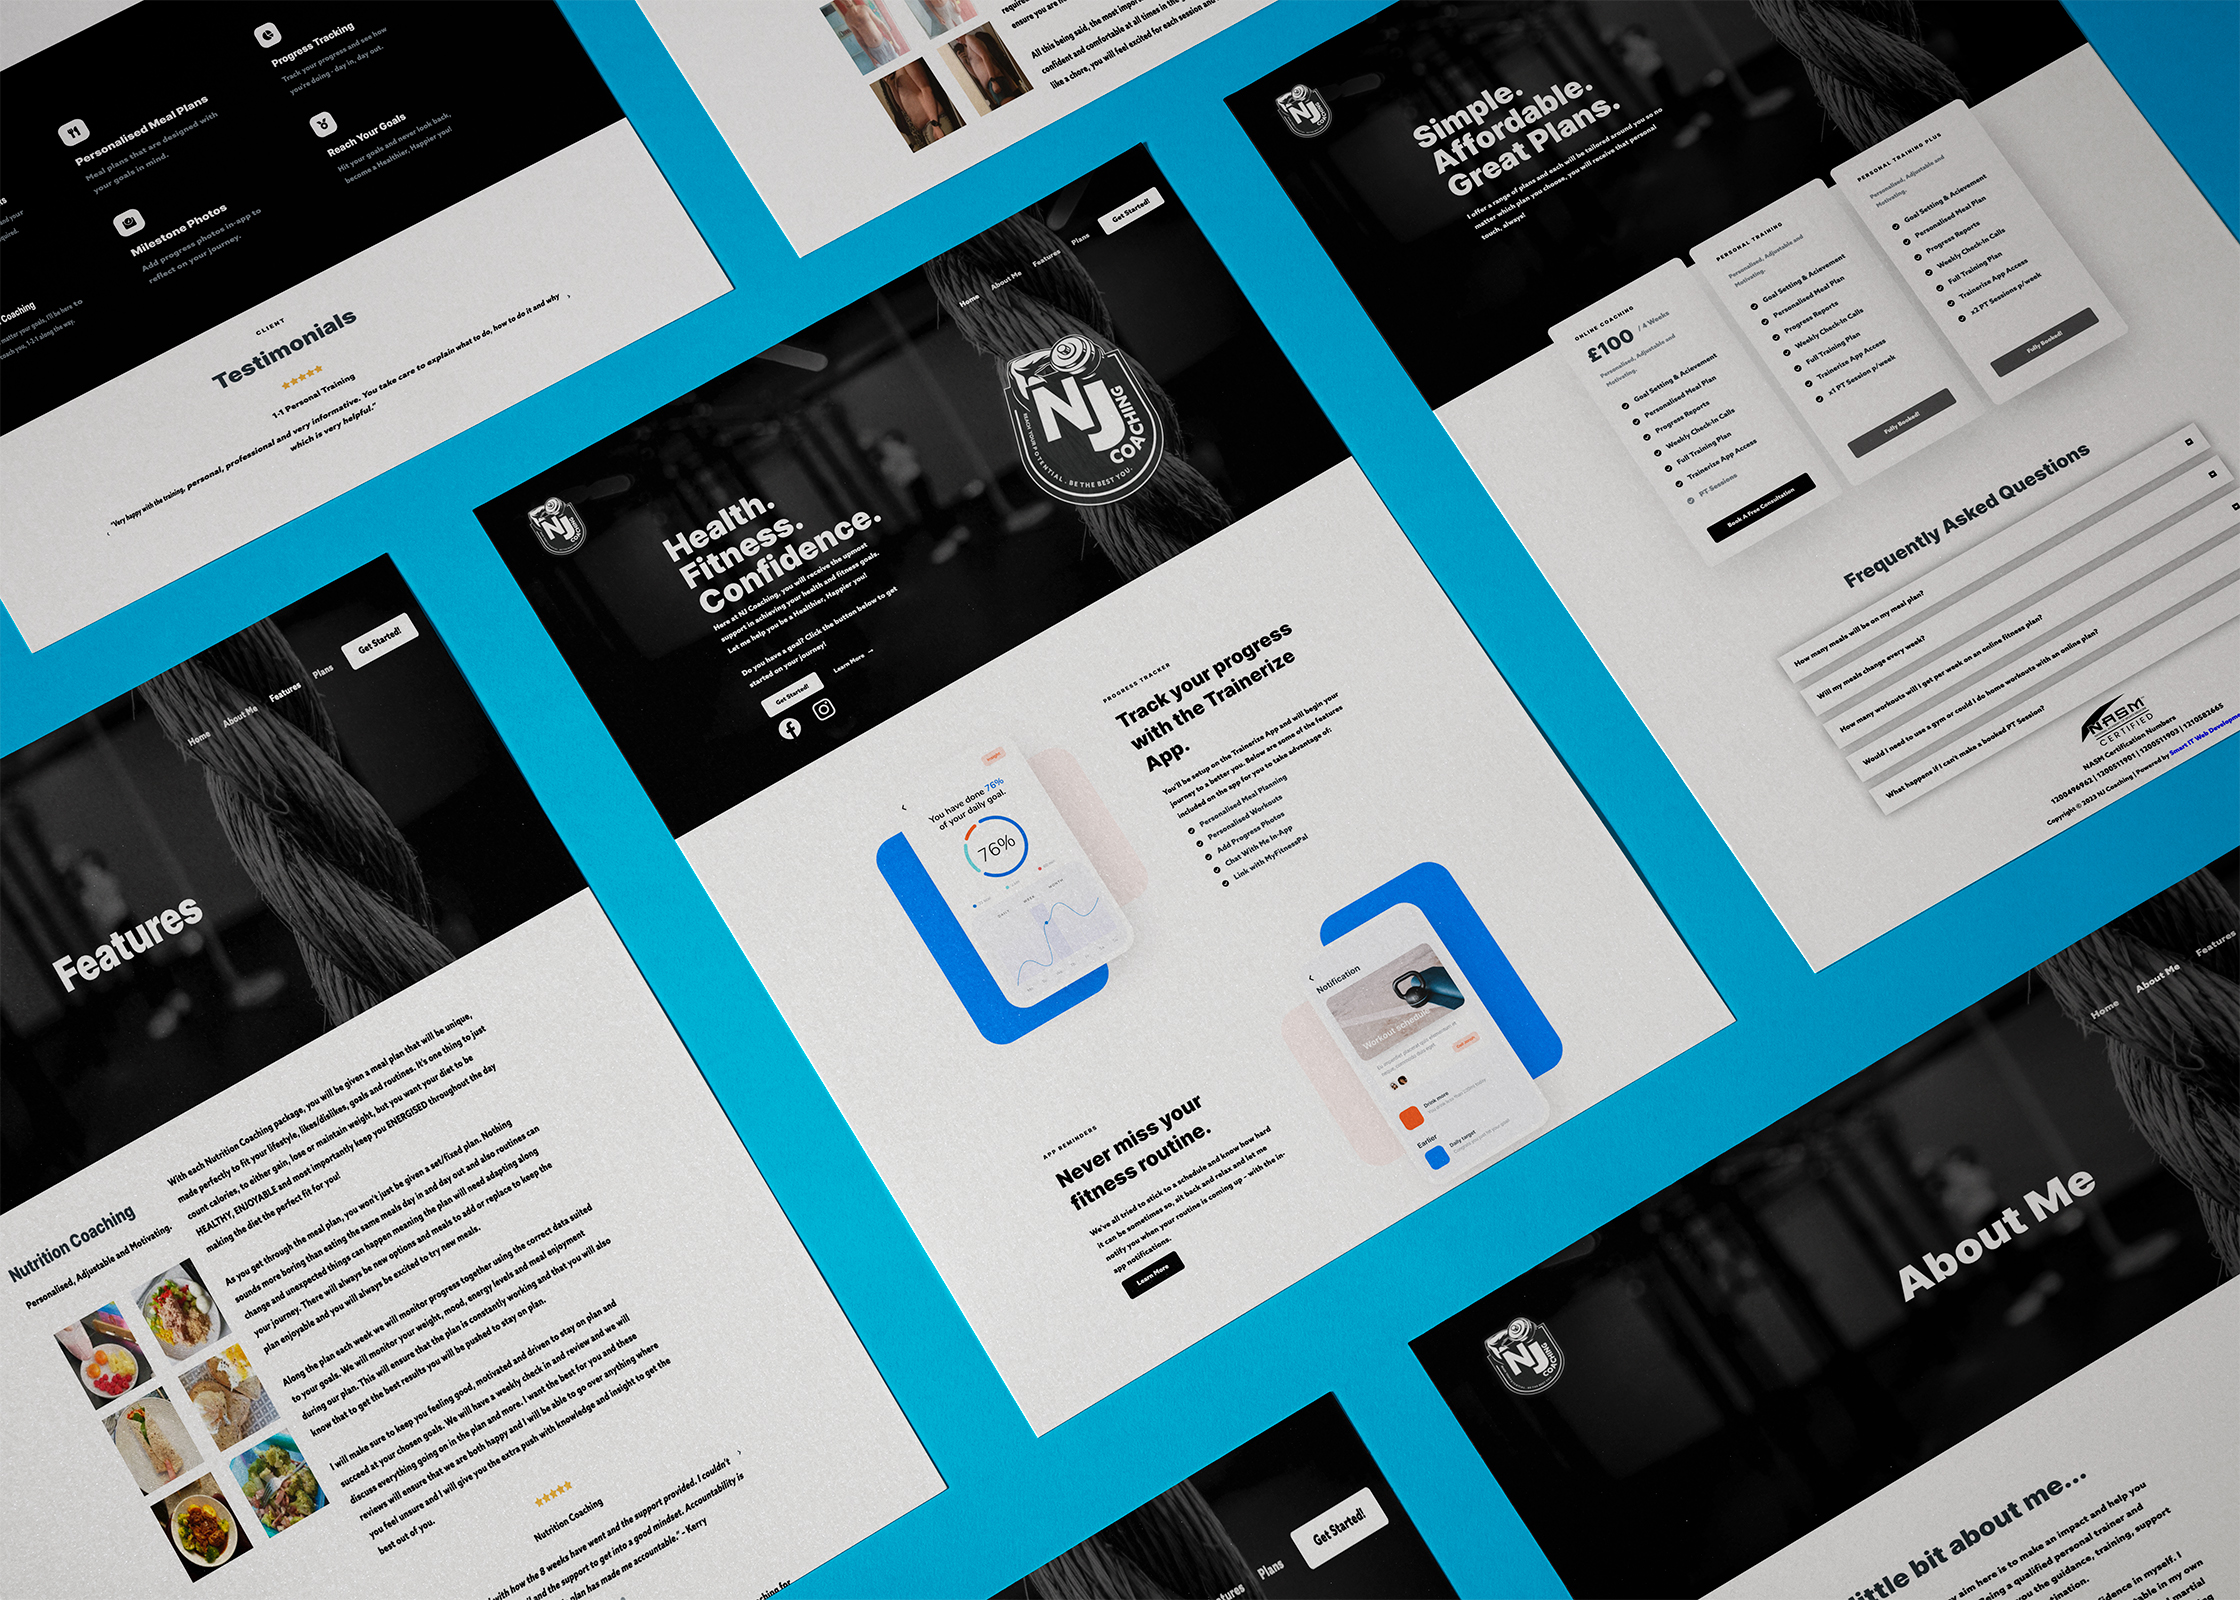 Progress Tracking
Track your progress and see how
you're doing - day in, day out.
Personalised Meal Plans
Meal plans that are designed with
your goals in mind.
Reach Your Goals
Hit your goals and never look back,
become a Healthier, Happier you!
Milestone Photos
Add progress photos in-app to
reflect on your journey.
Coaching
CLIENT
Testimonials
1-1 Personal Training
"Very happy with the training, personal, professional and very informative. You take care to explain what to do, how to do it and why
which is very helpful."
ensure you are
All this being said, the most
confident and comfortable at all times in the
like a chore, you will feel excited for each session and
NJ COACHING
Simple.
Affordable.
Great Plans.
I offer a range of plans and each will be tailored around you so no
matter which plan you choose, you will receive that personal
touch, always!
ONLINE COACHING
£100 / 4 Weeks
Personalised, Adjustable and
Motivating.
Goal Setting & Acievement
Personalised Meal Plan
Progress Reports
Weekly Check-In Calls
Full Training Plan
Trainerize App Access
PT Sessions
Book A Free Consultation
PERSONAL TRAINING
Personalised, Adjustable and
Motivating.
Goal Setting & Acievement
Personalised Meal Plan
Progress Reports
Weekly Check-In Calls
Full Training Plan
Trainerize App Access
x1 PT Session p/week
Fully Booked!
PERSONAL TRAINING PLUS
Personalised, Adjustable and
Motivating.
Goal Setting & Acievement
Personalised Meal Plan
Progress Reports
Weekly Check-In Calls
Full Training Plan
Trainerize App Access
x2 PT Sessions p/week
Fully Booked!
Frequently Asked Questions
How many meals will be on my meal plan?
Will my meals change every week?
How many workouts will I get per week on an online fitness plan?
Would I need to use a gym or could I do home workouts with an online plan?
What happens if I can't make a booked PT Session?
NASM
CERTIFIED
NASM Certification Numbers
1200496962 | 1200511901 | 1200511903 | 1210582665
Copyright © 2023 NJ Coaching | Powered by Smart IT Web
Home About Me Features Plans Get Started!
NJ COACHING
REACH YOUR POTENTIAL . BE THE BEST YOU.
NJ COACHING
Health.
Fitness.
Confidence.
Here at NJ Coaching, you will receive the upmost
support in achieving your health and fitness goals.
Let me help you be a Healthier, Happier you!
Do you have a goal? Click the button below to get
started on your journey!
Get Started! Learn More →
PROGRESS TRACKER
Track your progress
with the Trainerize
App.
You'll be setup on the Trainerize App and will begin your
journey to a better you. Below are some of the features
included on the app for you to take advantage of:
Personalised Meal Planning
Personalised Workouts
Add Progress Photos
Chat With Me In-App
Link with MyFitnessPal
You have done 76%
of your daily goal.
76%
Notification
Workout schedule
Drink more
Earlier
Daily target
APP REMINDERS
Never miss your
fitness routine.
We've all tried to stick to a schedule and know how hard
it can be sometimes so, sit back and relax and let me
notify you when your routine is coming up - with the in-
app notifications.
Learn More
Home About Me Features Plans Get Started!
Features
Nutrition Coaching
Personalised, Adjustable and Motivating.
With each Nutrition Coaching package, you will be given a meal plan that will be unique,
made perfectly to fit your lifestyle, likes/dislikes, goals and routines. It's one thing to just
count calories, to either gain, lose or maintain weight, but you want your diet to be
HEALTHY, ENJOYABLE and most importantly keep you ENERGISED throughout the day
making the diet the perfect fit for you!
As you get through the meal plan, you won't just be given a set/fixed plan. Nothing
sounds more boring than eating the same meals day in and day out and also routines can
change and unexpected things can happen meaning the plan will need adapting along
your journey. There will always be new options and meals to add or replace to keep the
plan enjoyable and you will always be excited to try new meals.
Along the plan each week we will monitor progress together using the correct data suited
to your goals. We will monitor your weight, mood, energy levels and meal enjoyment
during our plan. This will ensure that the plan is constantly working and that you will also
know that to get the best results you will be pushed to stay on plan.
I will make sure to keep you feeling good, motivated and driven to stay on plan and
succeed at your chosen goals. We will have a weekly check in and review and we will
discuss everything going on in the plan and more. I want the best for you and these
reviews will ensure that we are both happy and I will be able to go over anything where
you feel unsure and I will give you the extra push with knowledge and insight to get the
best out of you.
Nutrition Coaching
with how the 8 weeks have went and the support provided. I couldn't
and the support to get into a good mindset. Accountability is
plan has made me accountable." - Kerry
Plans Get Started!
Home About Me Features
NJ COACHING
About Me
little bit about me...
aim here is to make an impact and help you
being a qualified personal trainer and
you the guidance, training, support